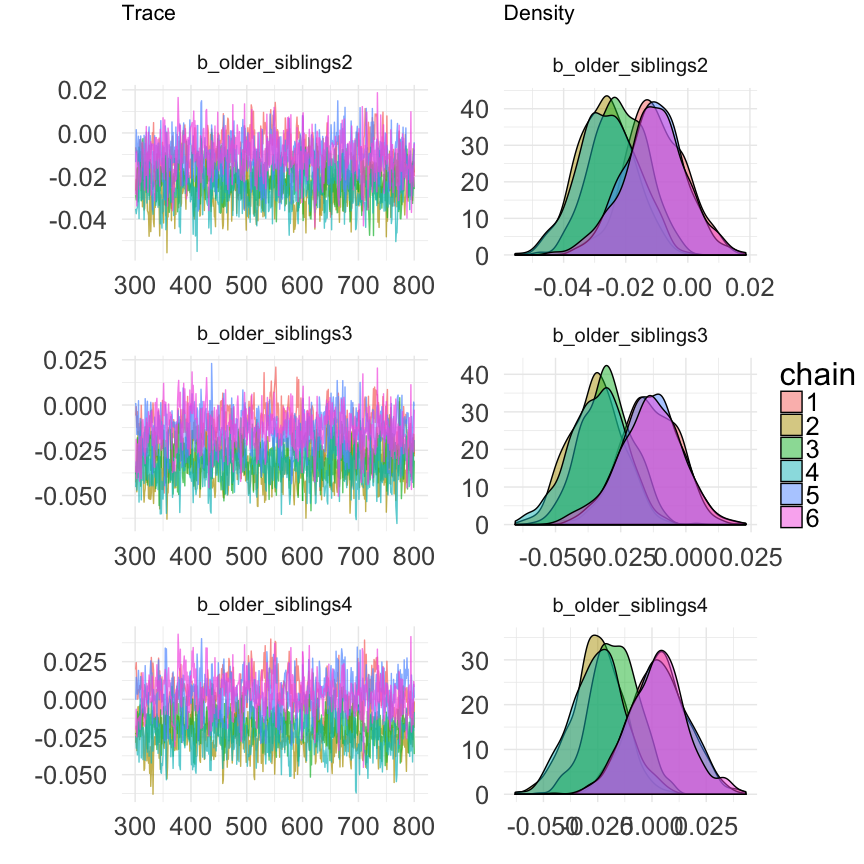 Trace
Density
b_older_siblings2
b_older_siblings2
0.02
0.00
-0.02
-0.04
300 400 500 600 700 800
40
30
20
10
0
-0.04 -0.02 0.00 0.02
b_older_siblings3
b_older_siblings3
0.025
0.000
-0.025
-0.050
300 400 500 600 700 800
40
30
20
10
0
-0.050 -0.025 0.000 0.025
chain
1
2
3
4
5
6
b_older_siblings4
b_older_siblings4
0.025
0.000
-0.025
-0.050
300 400 500 600 700 800
30
20
10
0
-0.050 -0.025 0.000 0.025